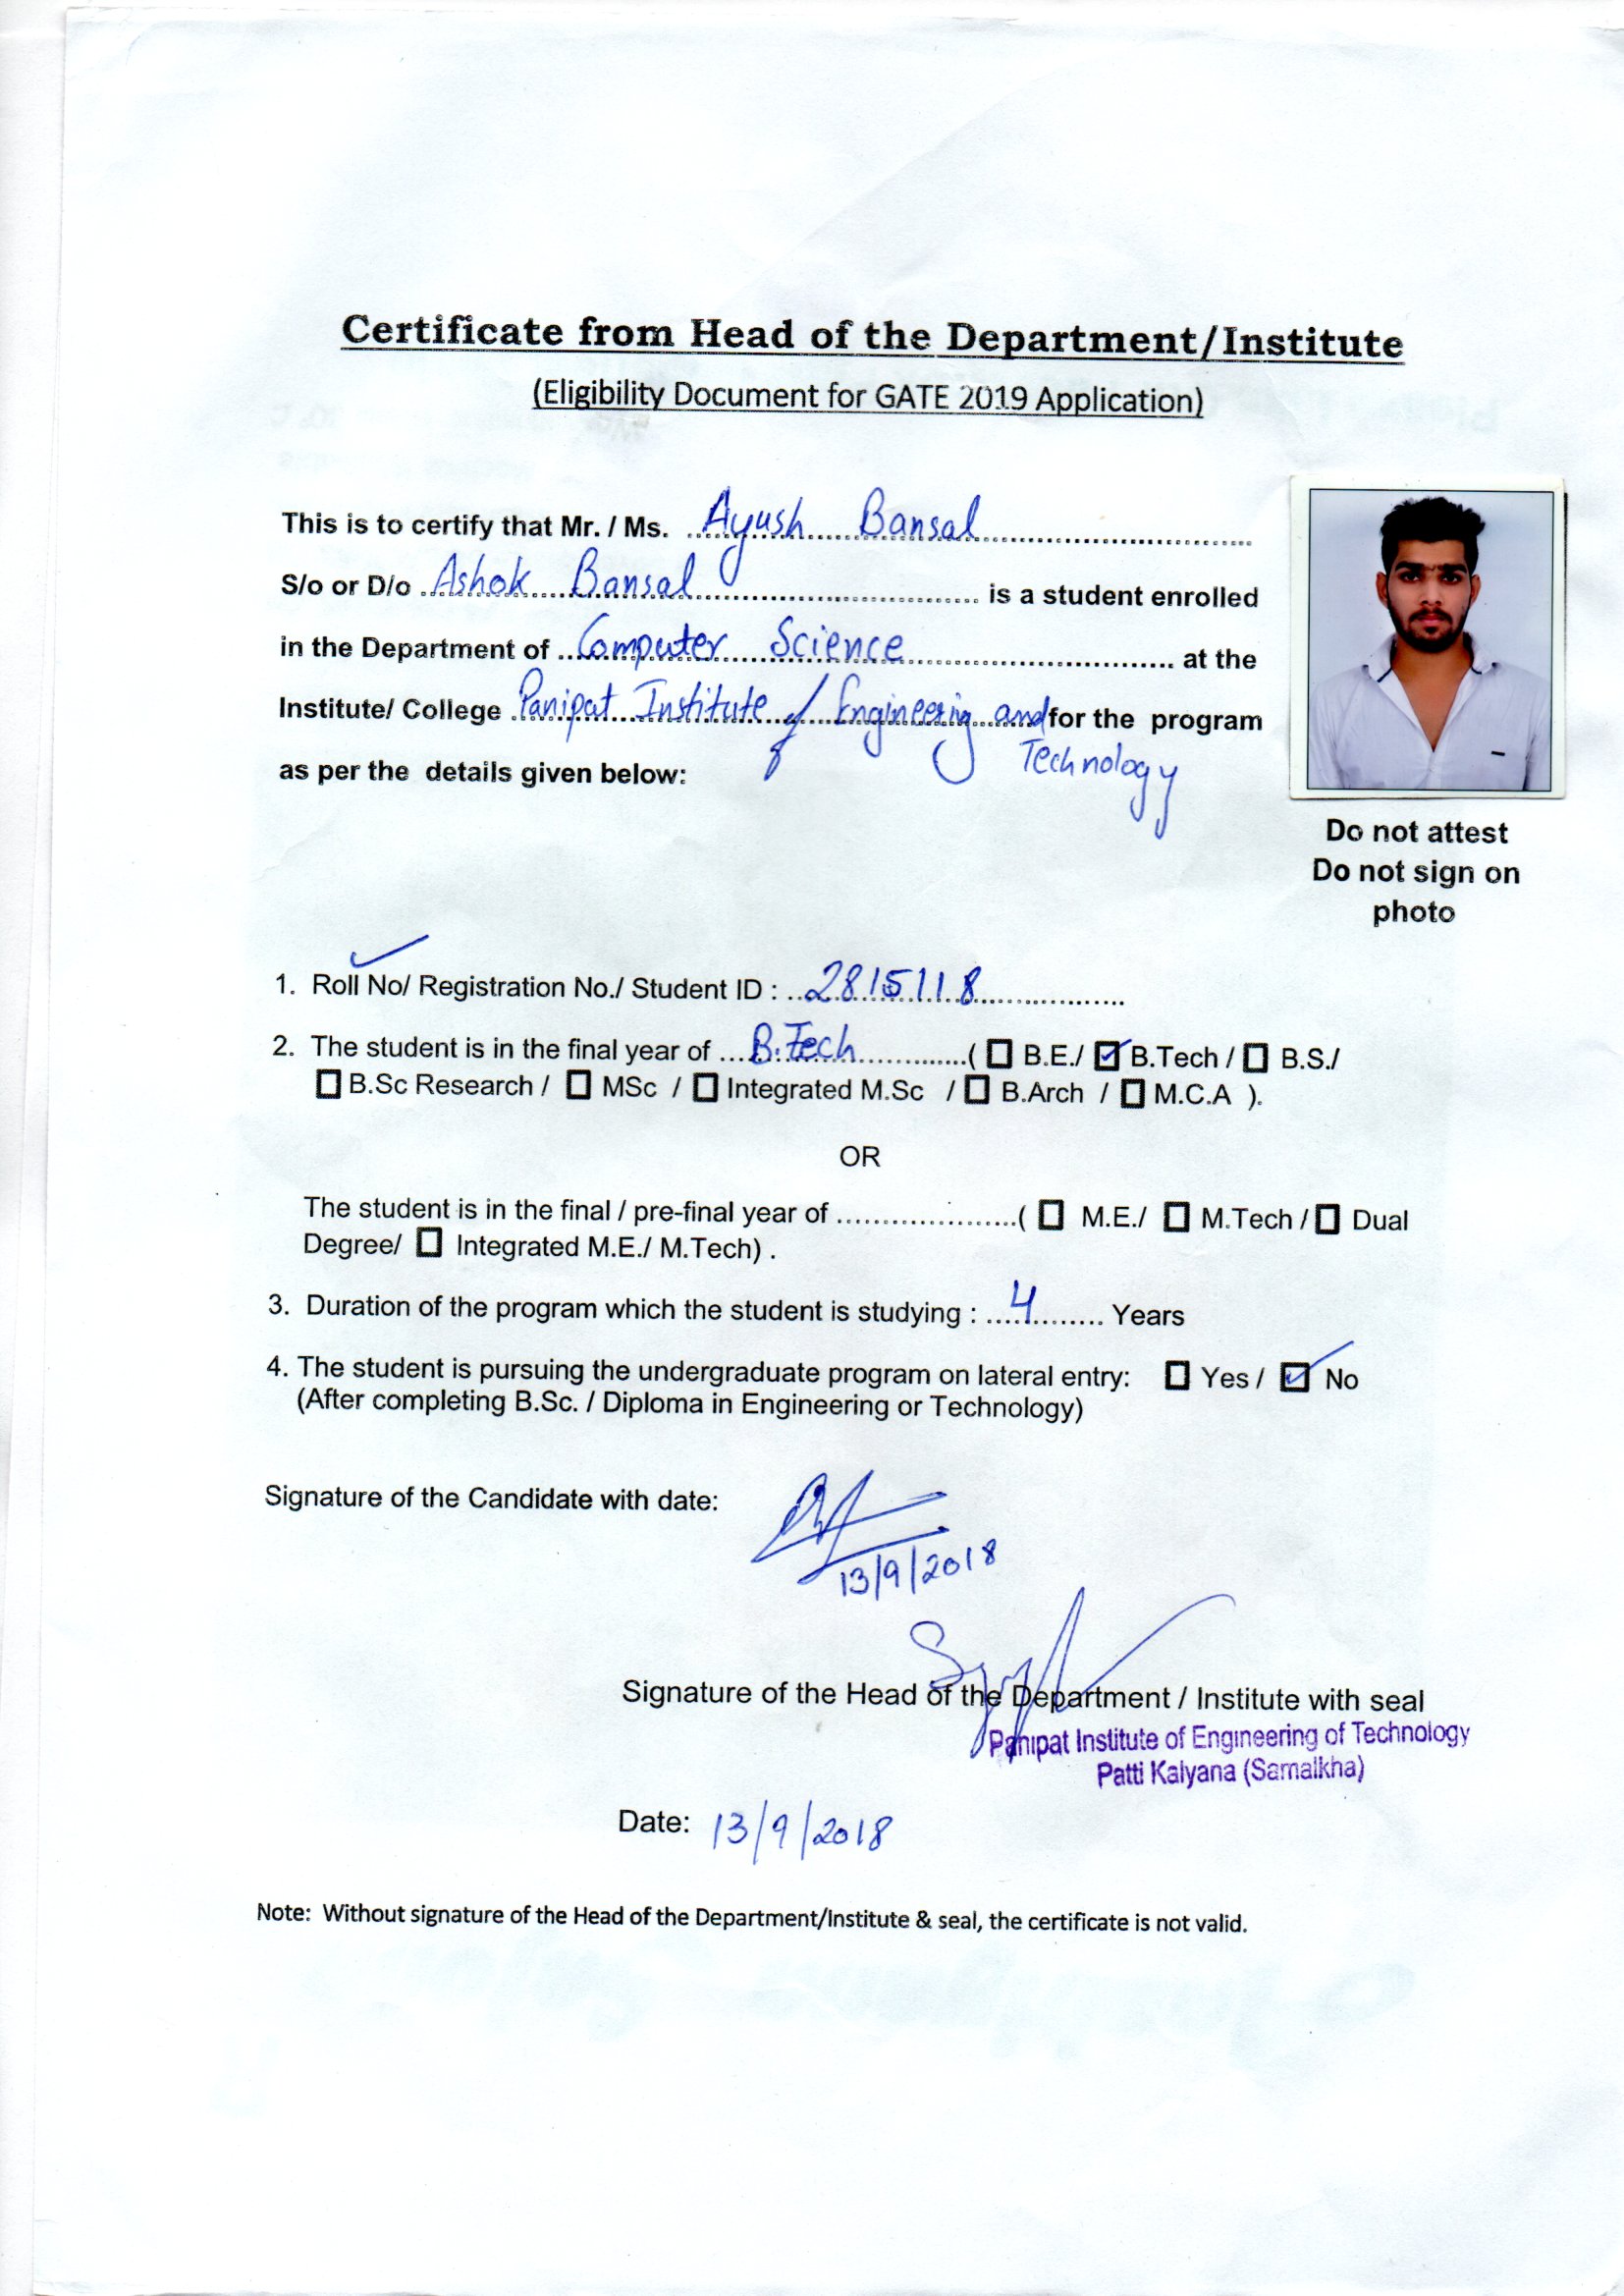 Certificate from Head of the Department/Institute
(Eligibility Document for GATE 2019 Application)
This is to certify that Mr. / Ms. Ayush Bansal
S/o or D/o Ashok Bansal is a student enrolled
in the Department of Computer Science at the
Institute/ College Panipat Institute of Engineering and for the program
Technology
as per the details given below:
Do not attest
Do not sign on
photo
1. Roll No/ Registration No./ Student ID : 2815118
2. The student is in the final year of B.Tech ( ☐ B.E./ ☑ B.Tech / ☐ B.S./
☐ B.Sc Research / ☐ MSc / ☐ Integrated M.Sc / ☐ B.Arch / ☐ M.C.A ).
OR
The student is in the final / pre-final year of ......................( ☐ M.E./ ☐ M.Tech / ☐ Dual
Degree/ ☐ Integrated M.E./ M.Tech) .
3. Duration of the program which the student is studying : 4 Years
4. The student is pursuing the undergraduate program on lateral entry: ☐ Yes / ☑ No
(After completing B.Sc. / Diploma in Engineering or Technology)
Signature of the Candidate with date:
13/9/2018
Signature of the Head of the Department / Institute with seal
Panipat Institute of Engineering of Technology
Patti Kalyana (Samalkha)
Date: 13/9/2018
Note: Without signature of the Head of the Department/Institute & seal, the certificate is not valid.